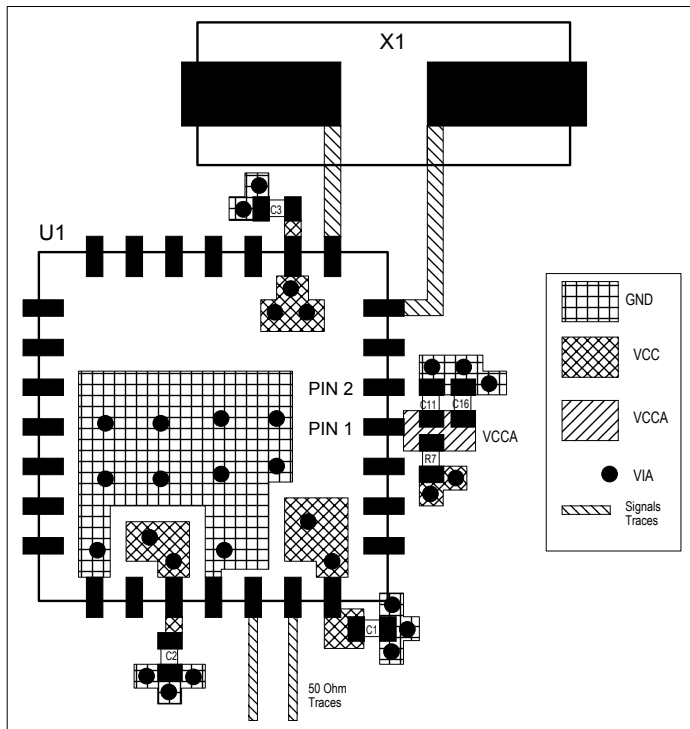 X1
C3
U1
GND
VCC
VCCA
VIA
Signals
Traces
PIN 2
PIN 1
C11
C16
VCCA
R7
C1
C2
50 Ohm
Traces